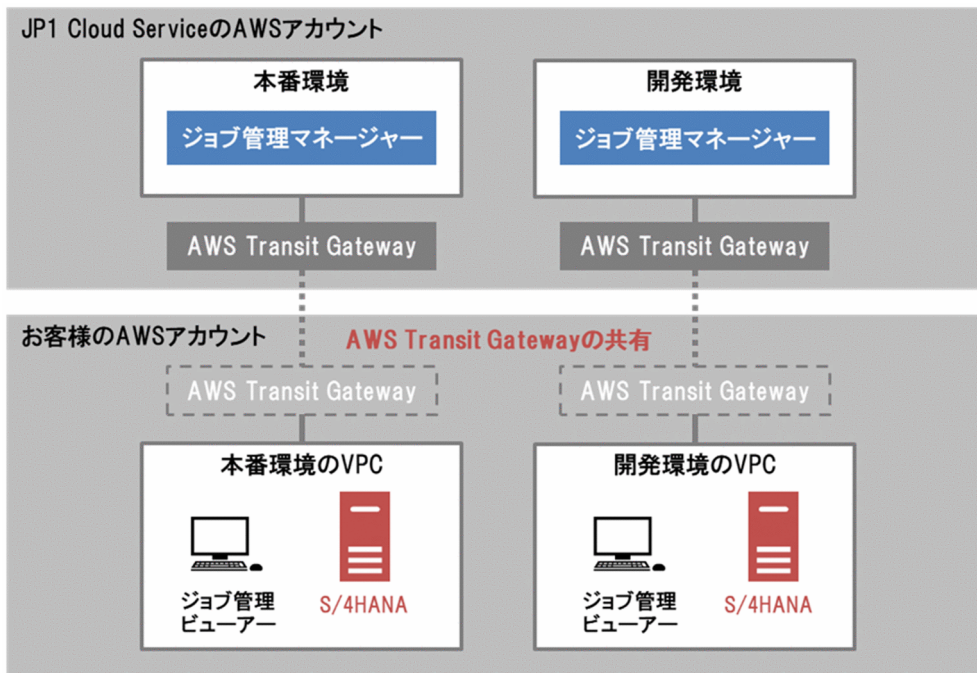 JP1 Cloud ServiceのAWSアカウント
本番環境
開発環境
ジョブ管理マネージャー
ジョブ管理マネージャー
AWS Transit Gateway
AWS Transit Gateway
お客様のAWSアカウント
AWS Transit Gatewayの共有
AWS Transit Gateway
AWS Transit Gateway
本番環境のVPC
開発環境のVPC
ジョブ管理
ビューアー
S/4HANA
ジョブ管理
ビューアー
S/4HANA